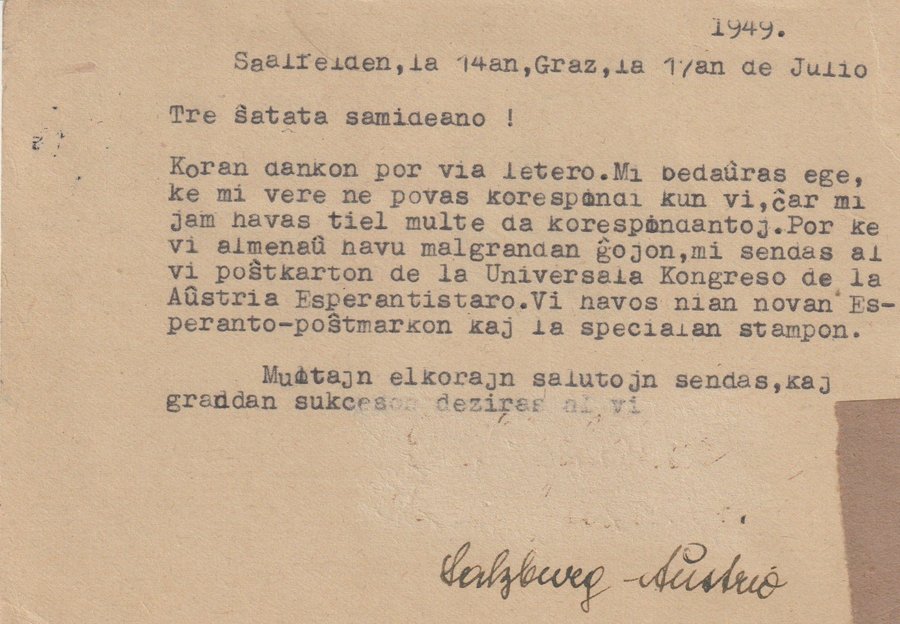 1949.
Saalfelden,la 14an,Graz,la 17an de Julio
Tre ŝatata samideano !
Koran dankon por via letero.Mi bedaûras ege,
ke mi vere ne povas korespondi kun vi,ĉar mi
jam havas tiel multe da korespondantoj.Por ke
vi almenaû havu malgrandan ĝojon,mi sendas al
vi poŝtkarton de la Universala Kongreso de la
Aûstria Esperantistaro.Vi havos nian novan Es-
peranto-poŝtmarkon kaj la specialan stampon.
Multajn elkorajn salutojn sendas,kaj
grandan sukceson deziras al vi
Salzburg-Aŭstrio